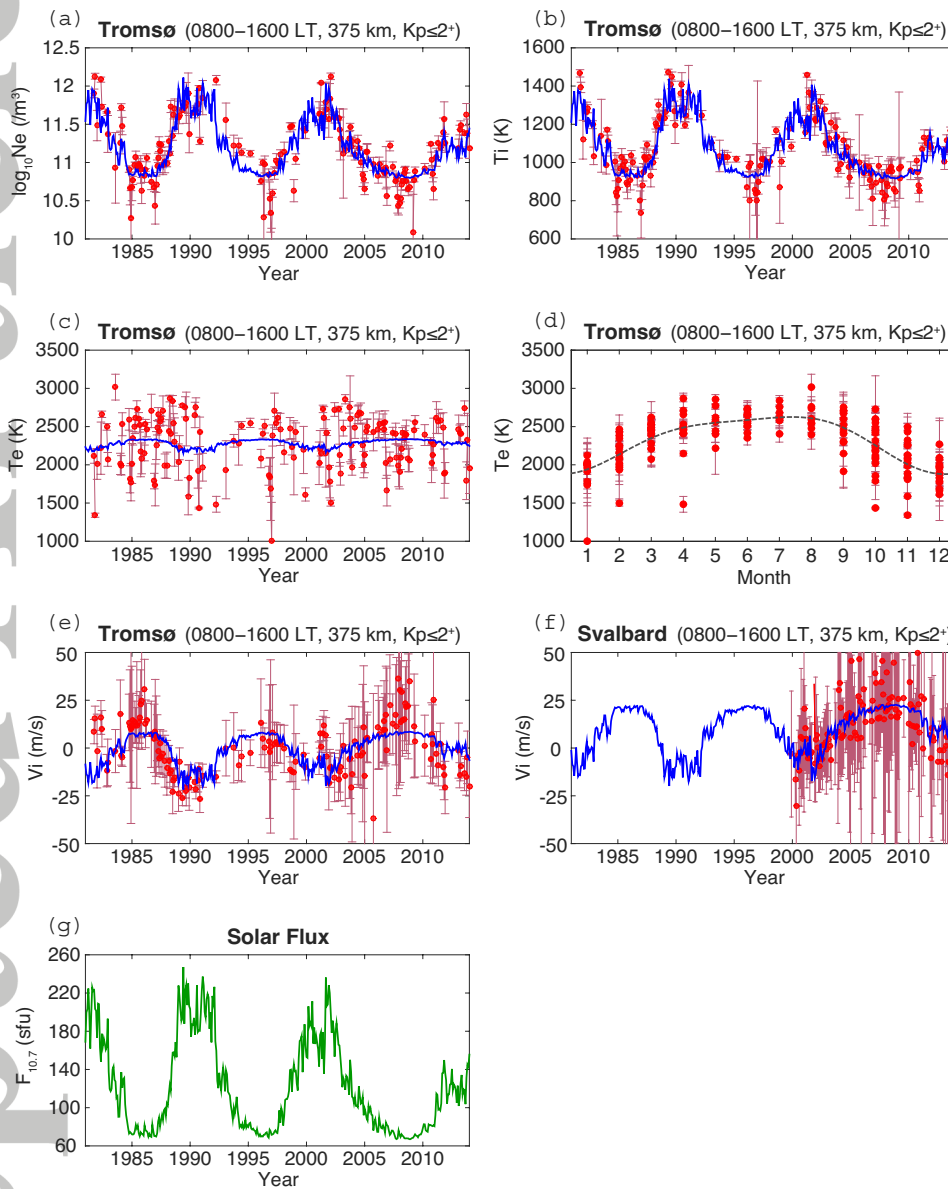 (a) Tromsø (0800–1600 LT, 375 km, Kp≤2⁺)
12.5
12
11.5
11
10.5
10
log₁₀Ne (/m³)
1985 1990 1995 2000 2005 2010
Year
(b) Tromsø (0800–1600 LT, 375 km, Kp≤2⁺)
1600
1400
1200
1000
800
600
Ti (K)
1985 1990 1995 2000 2005 2010
Year
(c) Tromsø (0800–1600 LT, 375 km, Kp≤2⁺)
3500
3000
2500
2000
1500
1000
Te (K)
1985 1990 1995 2000 2005 2010
Year
(d) Tromsø (0800–1600 LT, 375 km, Kp≤2⁺)
3500
3000
2500
2000
1500
1000
Te (K)
1 2 3 4 5 6 7 8 9 10 11 12
Month
(e) Tromsø (0800–1600 LT, 375 km, Kp≤2⁺)
50
25
0
-25
-50
Vi (m/s)
1985 1990 1995 2000 2005 2010
Year
(f) Svalbard (0800–1600 LT, 375 km, Kp≤2⁺)
50
25
0
-25
-50
Vi (m/s)
1985 1990 1995 2000 2005 2010
Year
(g) Solar Flux
260
220
180
140
100
60
F₁₀.₇ (sfu)
1985 1990 1995 2000 2005 2010
Year